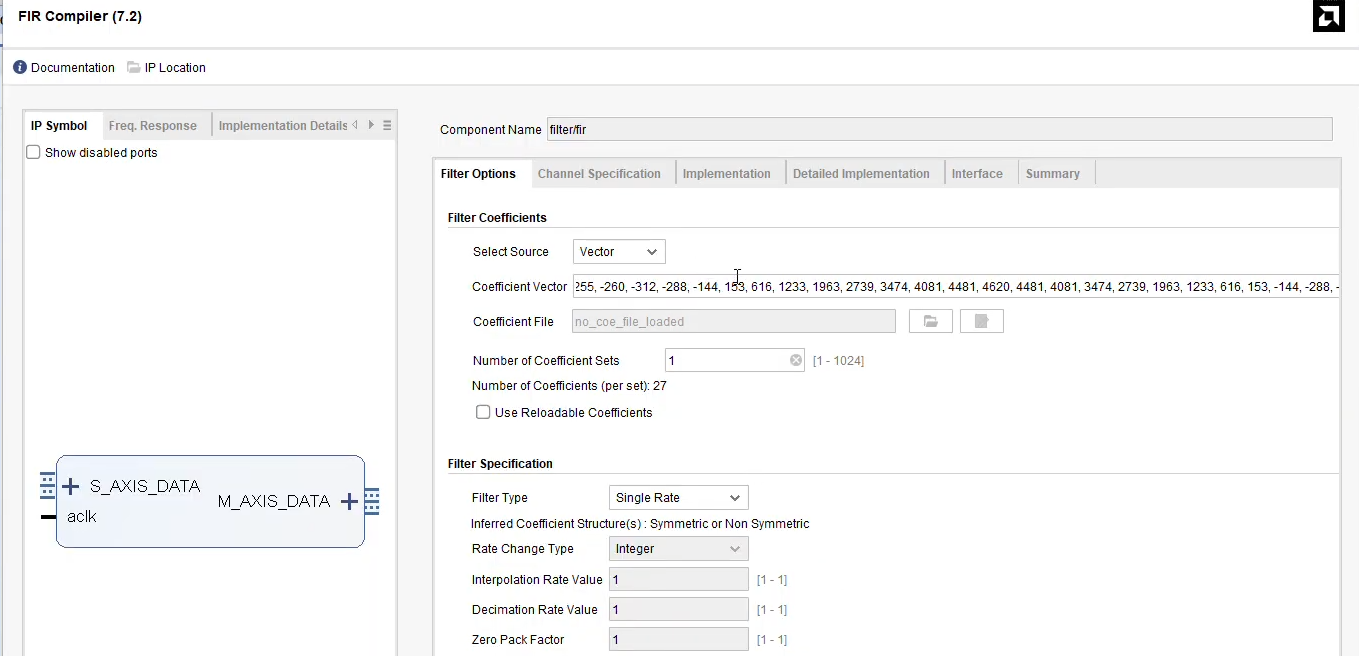 FIR Compiler (7.2)
Documentation IP Location
IP Symbol Freq. Response Implementation Details
Show disabled ports
S_AXIS_DATA
M_AXIS_DATA
aclk
Component Name filter/fir
Filter Options Channel Specification Implementation Detailed Implementation Interface Summary
Filter Coefficients
Select Source Vector
Coefficient Vector 255, -260, -312, -288, -144, 153, 616, 1233, 1963, 2739, 3474, 4081, 4481, 4620, 4481, 4081, 3474, 2739, 1963, 1233, 616, 153, -144, -288, -
Coefficient File no_coe_file_loaded
Number of Coefficient Sets 1 [1 - 1024]
Number of Coefficients (per set): 27
Use Reloadable Coefficients
Filter Specification
Filter Type Single Rate
Inferred Coefficient Structure(s) : Symmetric or Non Symmetric
Rate Change Type Integer
Interpolation Rate Value 1 [1 - 1]
Decimation Rate Value 1 [1 - 1]
Zero Pack Factor 1 [1 - 1]